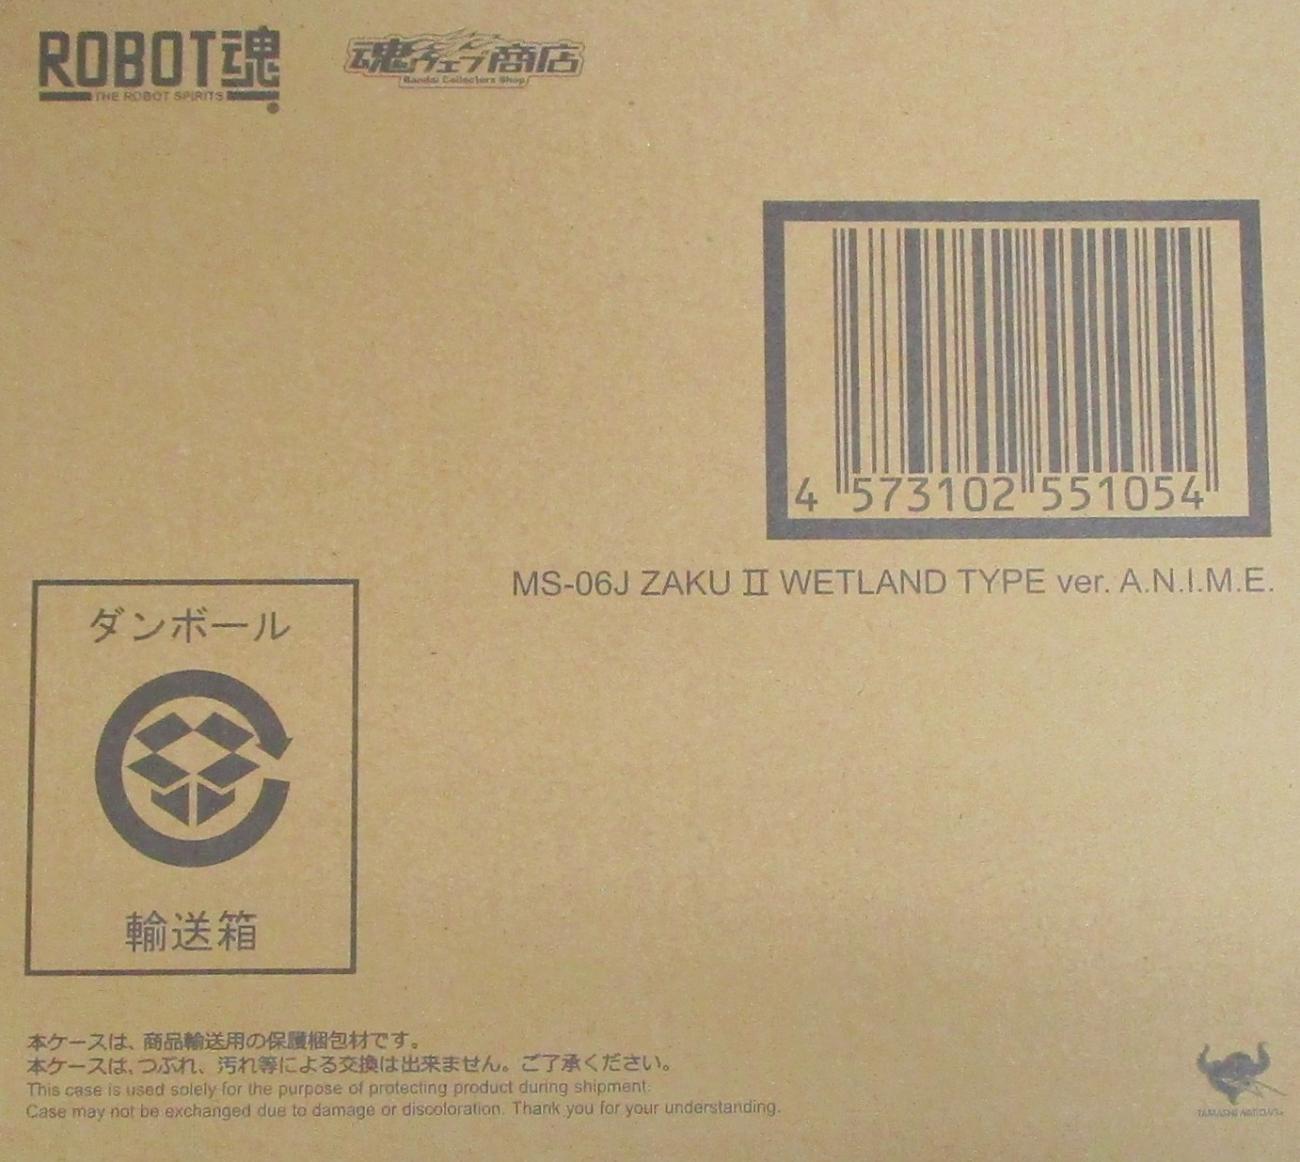 ROBOT魂
THE ROBOT SPIRITS
魂ウェブ商店
Bandai Collectors Shop
4 573102 551054
MS-06J ZAKU Ⅱ WETLAND TYPE ver. A.N.I.M.E.
ダンボール
輸送箱
本ケースは、商品輸送用の保護梱包材です。
本ケースは、つぶれ、汚れ等による交換は出来ません。ご了承ください。
This case is used solely for the purpose of protecting product during shipment.
Case may not be exchanged due to damage or discoloration. Thank you for your understanding.
TAMASHII NATIONS